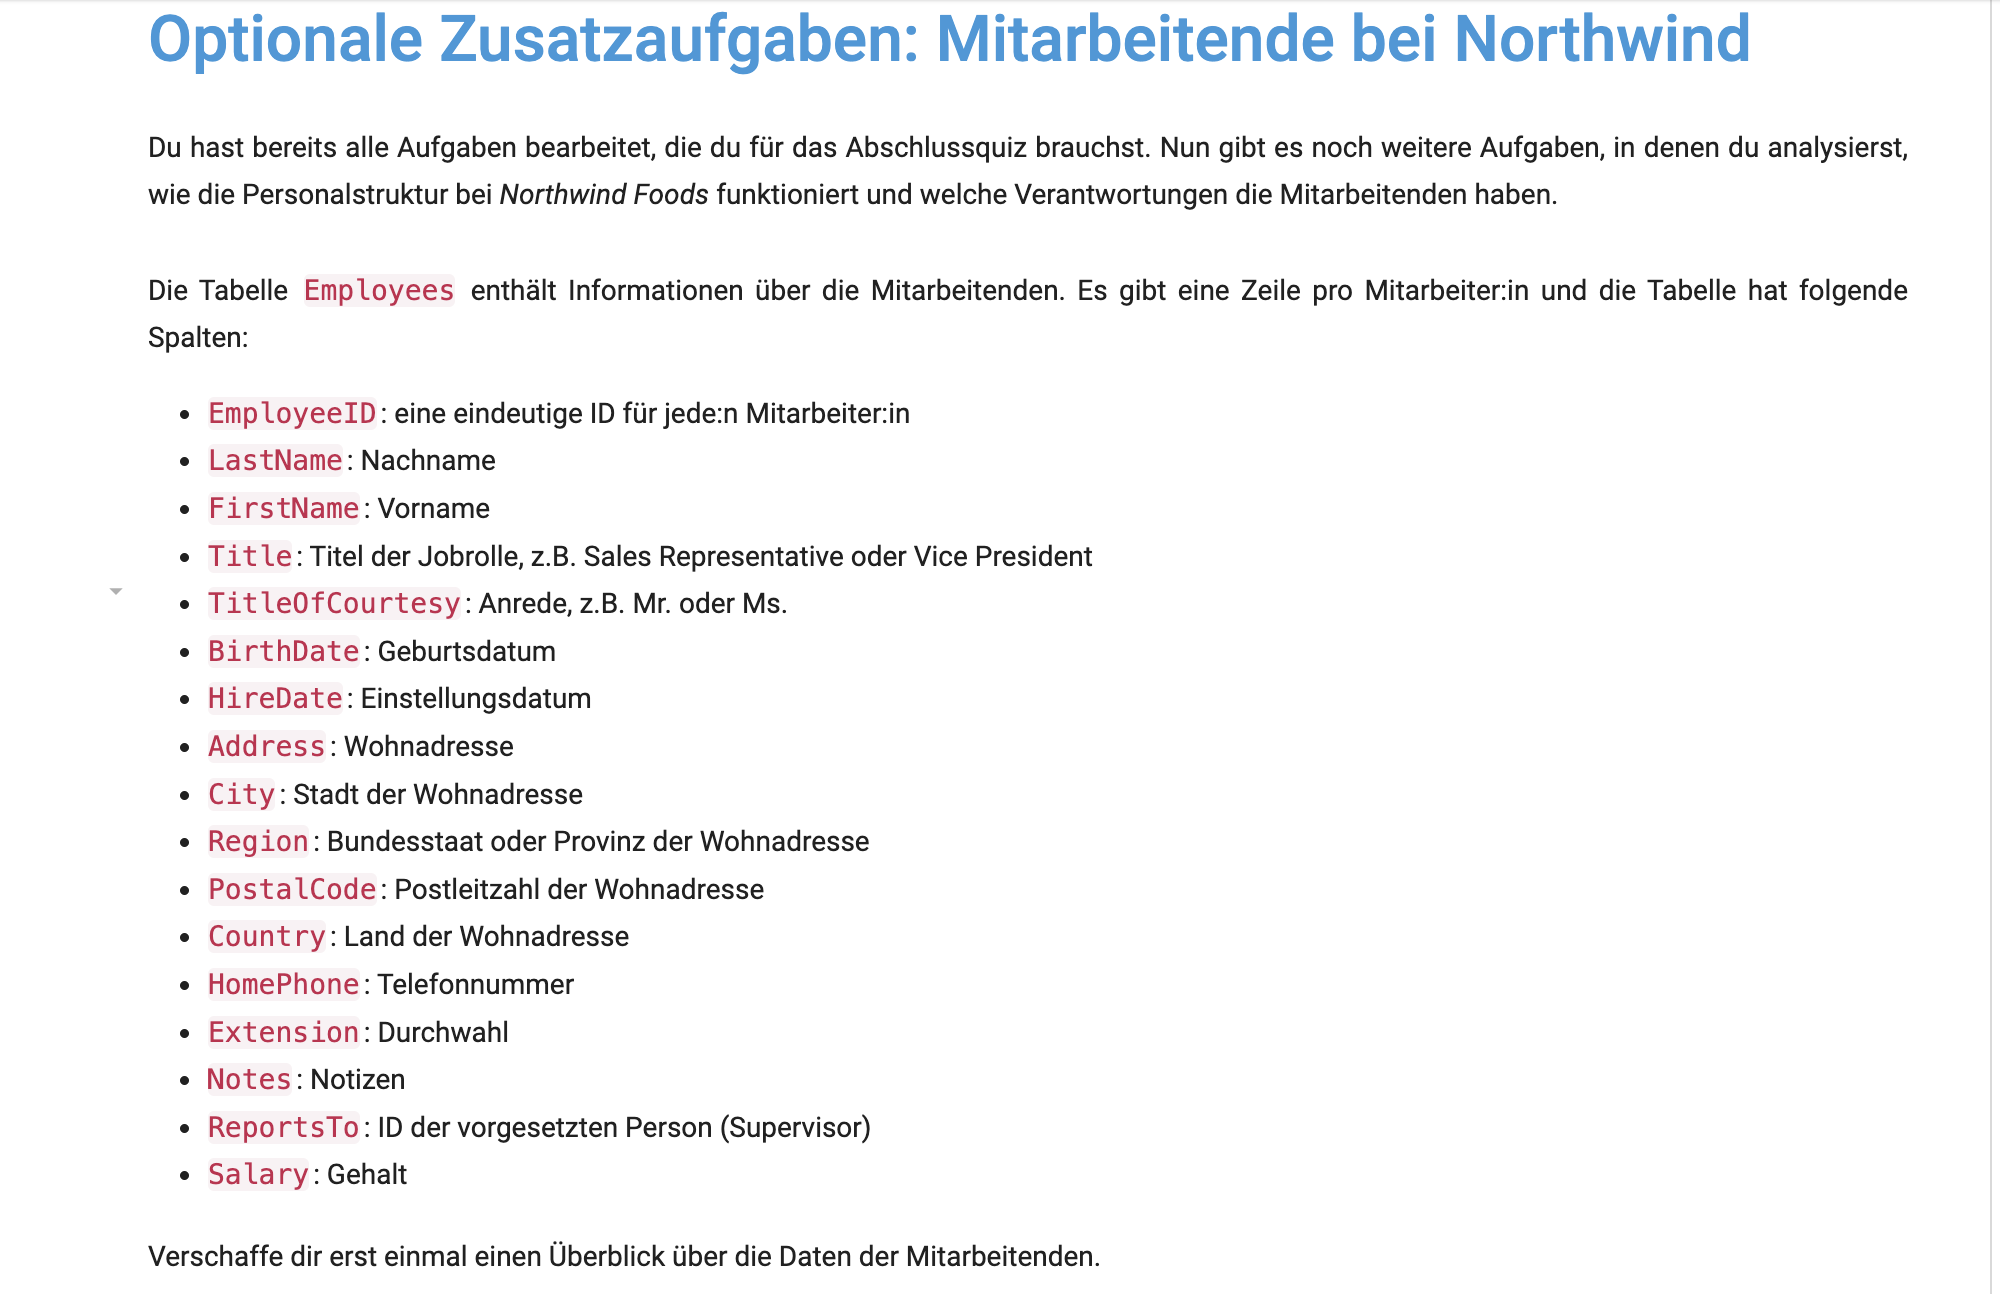 Optionale Zusatzaufgaben: Mitarbeitende bei Northwind
Du hast bereits alle Aufgaben bearbeitet, die du für das Abschlussquiz brauchst. Nun gibt es noch weitere Aufgaben, in denen du analysierst,
wie die Personalstruktur bei Northwind Foods funktioniert und welche Verantwortungen die Mitarbeitenden haben.
Die Tabelle Employees enthält Informationen über die Mitarbeitenden. Es gibt eine Zeile pro Mitarbeiter:in und die Tabelle hat folgende
Spalten:
• EmployeeID: eine eindeutige ID für jede:n Mitarbeiter:in
• LastName: Nachname
• FirstName: Vorname
• Title: Titel der Jobrolle, z.B. Sales Representative oder Vice President
• TitleOfCourtesy: Anrede, z.B. Mr. oder Ms.
• BirthDate: Geburtsdatum
• HireDate: Einstellungsdatum
• Address: Wohnadresse
• City: Stadt der Wohnadresse
• Region: Bundesstaat oder Provinz der Wohnadresse
• PostalCode: Postleitzahl der Wohnadresse
• Country: Land der Wohnadresse
• HomePhone: Telefonnummer
• Extension: Durchwahl
• Notes: Notizen
• ReportsTo: ID der vorgesetzten Person (Supervisor)
• Salary: Gehalt
Verschaffe dir erst einmal einen Überblick über die Daten der Mitarbeitenden.